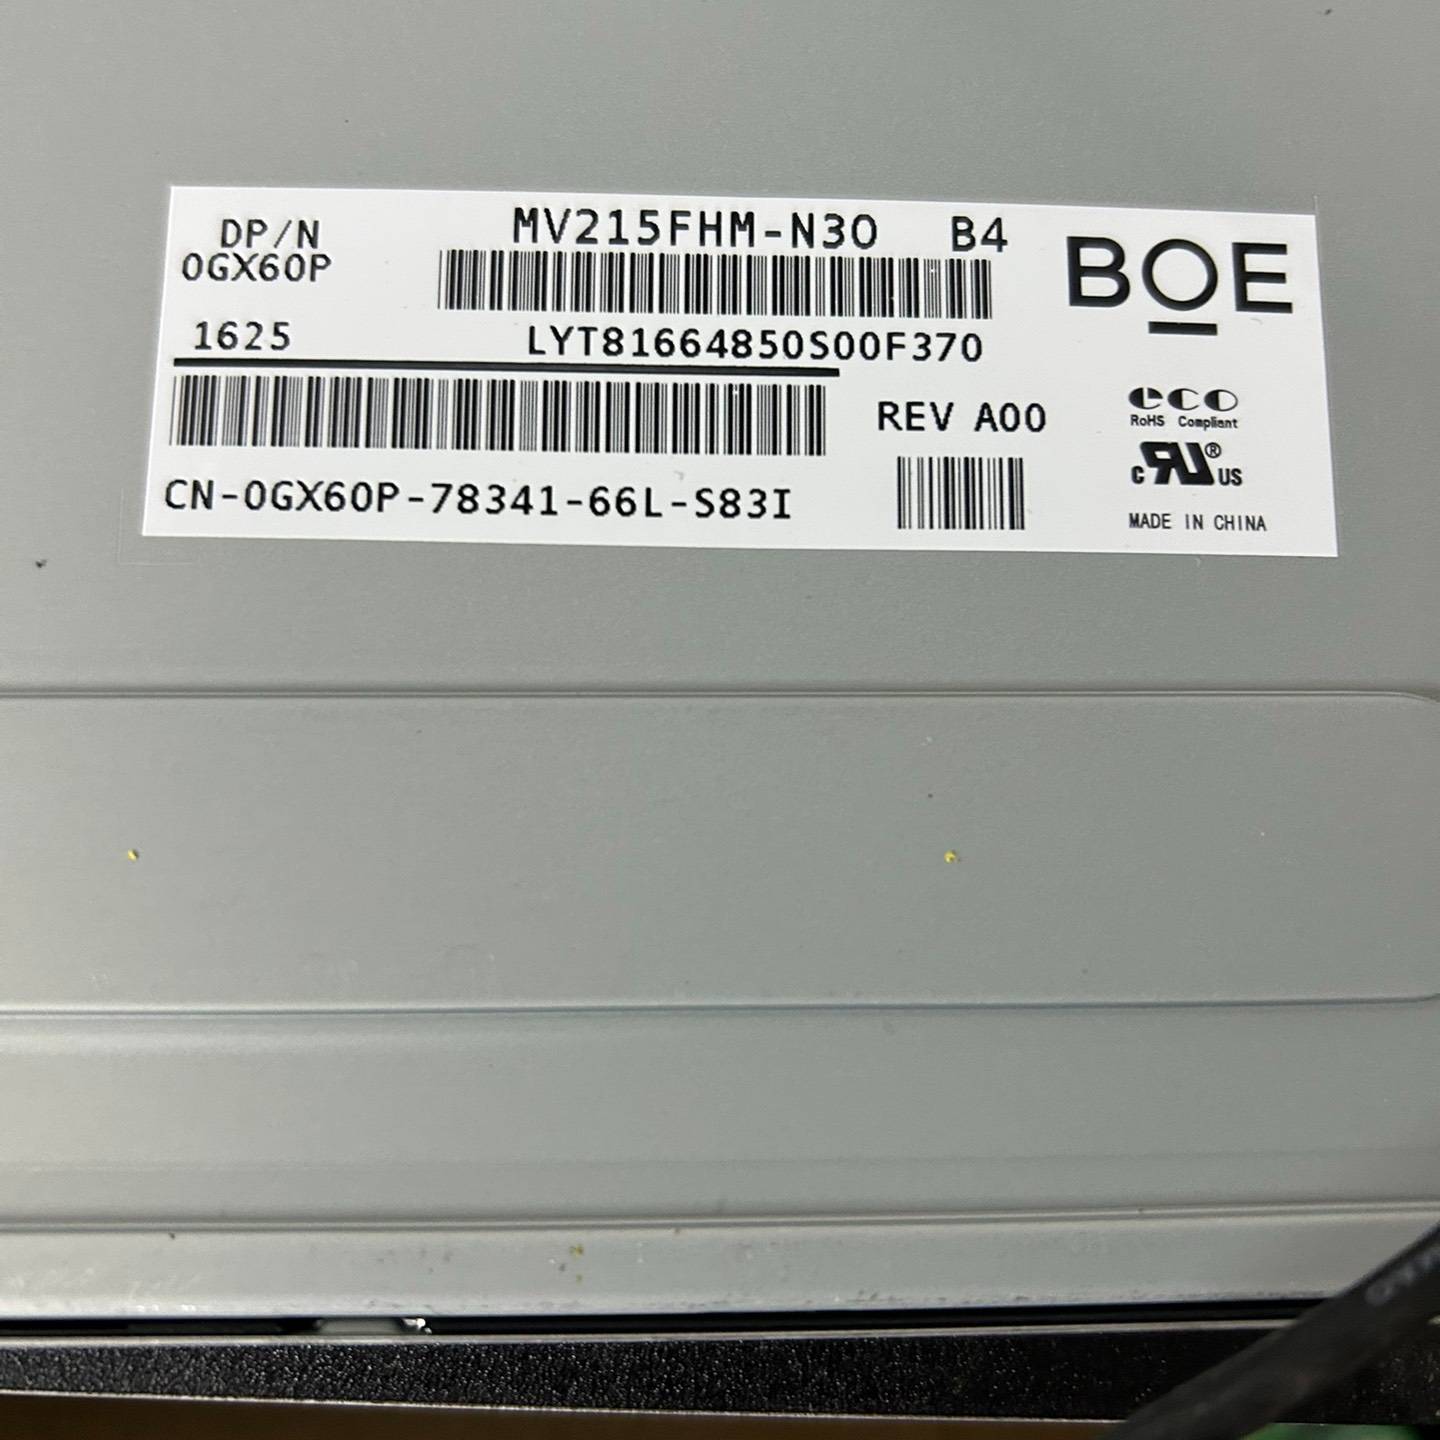 DP/N
0GX60P
MV215FHM-N30 B4
BOE
1625
LYT81664850S00F370
REV A00
eco
RoHS Compliant
c RU® US
CN-0GX60P-78341-66L-S83I
MADE IN CHINA